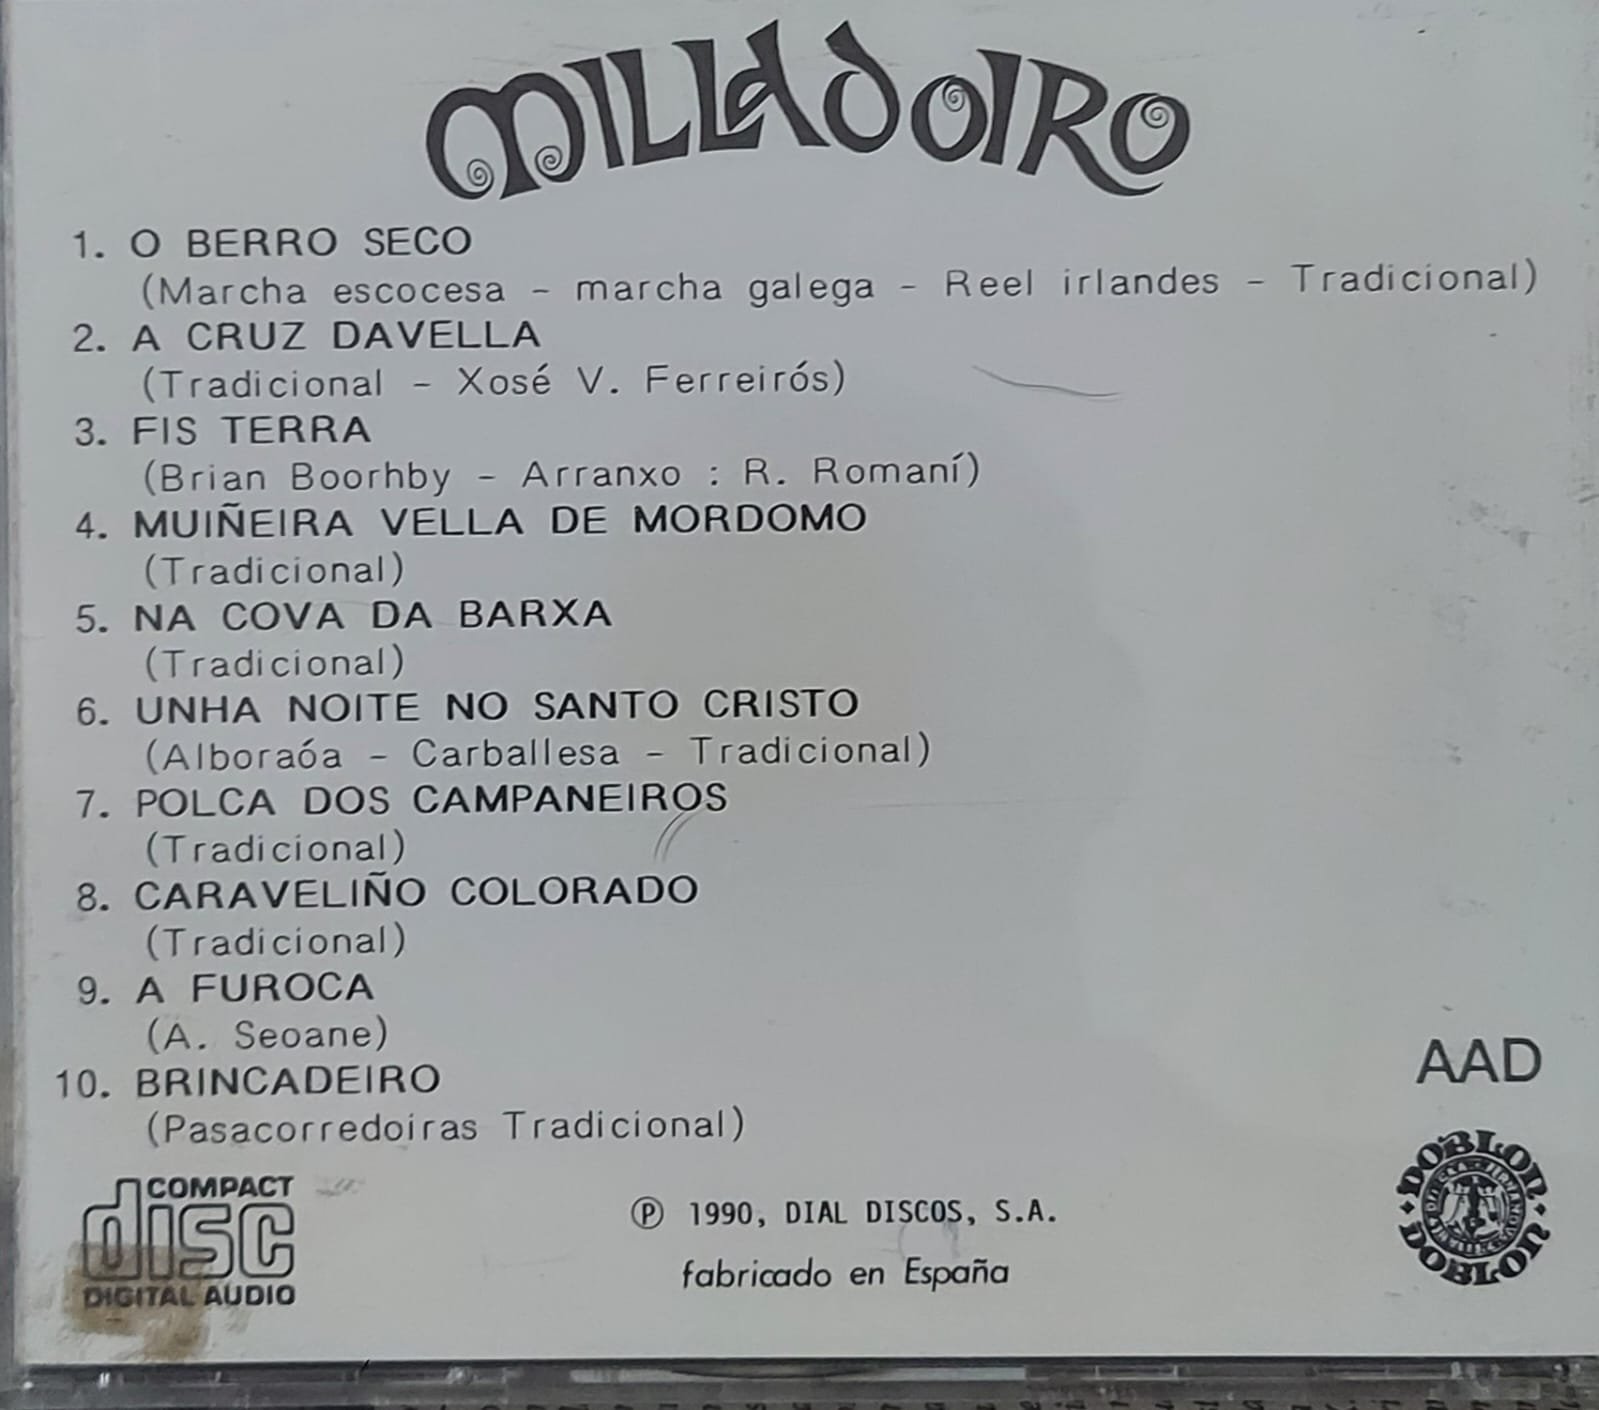 MILLADOIRO
1. O BERRO SECO
(Marcha escocesa - marcha galega - Reel irlandes - Tradicional)
2. A CRUZ DAVELLA
(Tradicional - Xosé V. Ferreirós)
3. FIS TERRA
(Brian Boorhby - Arranxo : R. Romaní)
4. MUIÑEIRA VELLA DE MORDOMO
(Tradicional)
5. NA COVA DA BARXA
(Tradicional)
6. UNHA NOITE NO SANTO CRISTO
(Alboraóa - Carballesa - Tradicional)
7. POLCA DOS CAMPANEIROS
(Tradicional)
8. CARAVELIÑO COLORADO
(Tradicional)
9. A FUROCA
(A. Seoane)
10. BRINCADEIRO
(Pasacorredoiras Tradicional)
AAD
COMPACT
disc
DIGITAL AUDIO
℗ 1990, DIAL DISCOS, S.A.
fabricado en España
DOBLON
DOBLON